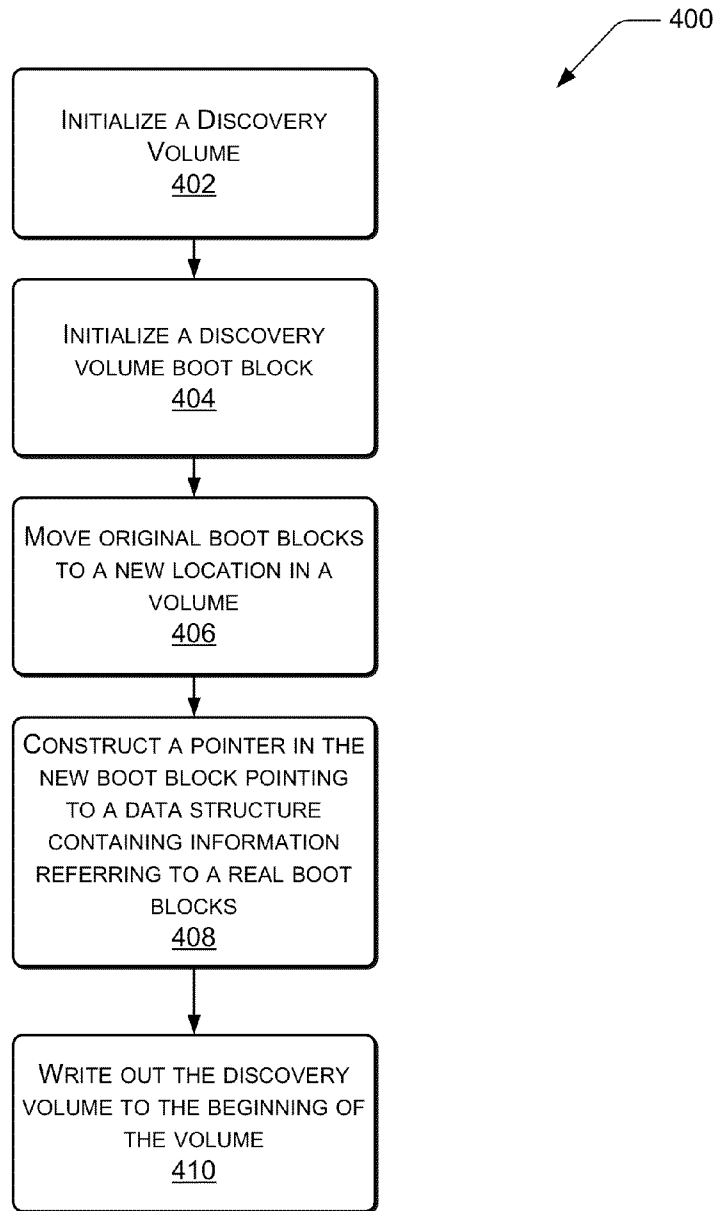 400
INITIALIZE A DISCOVERY
VOLUME
402
INITIALIZE A DISCOVERY
VOLUME BOOT BLOCK
404
MOVE ORIGINAL BOOT BLOCKS
TO A NEW LOCATION IN A
VOLUME
406
CONSTRUCT A POINTER IN THE
NEW BOOT BLOCK POINTING
TO A DATA STRUCTURE
CONTAINING INFORMATION
REFERRING TO A REAL BOOT
BLOCKS
408
WRITE OUT THE DISCOVERY
VOLUME TO THE BEGINNING OF
THE VOLUME
410